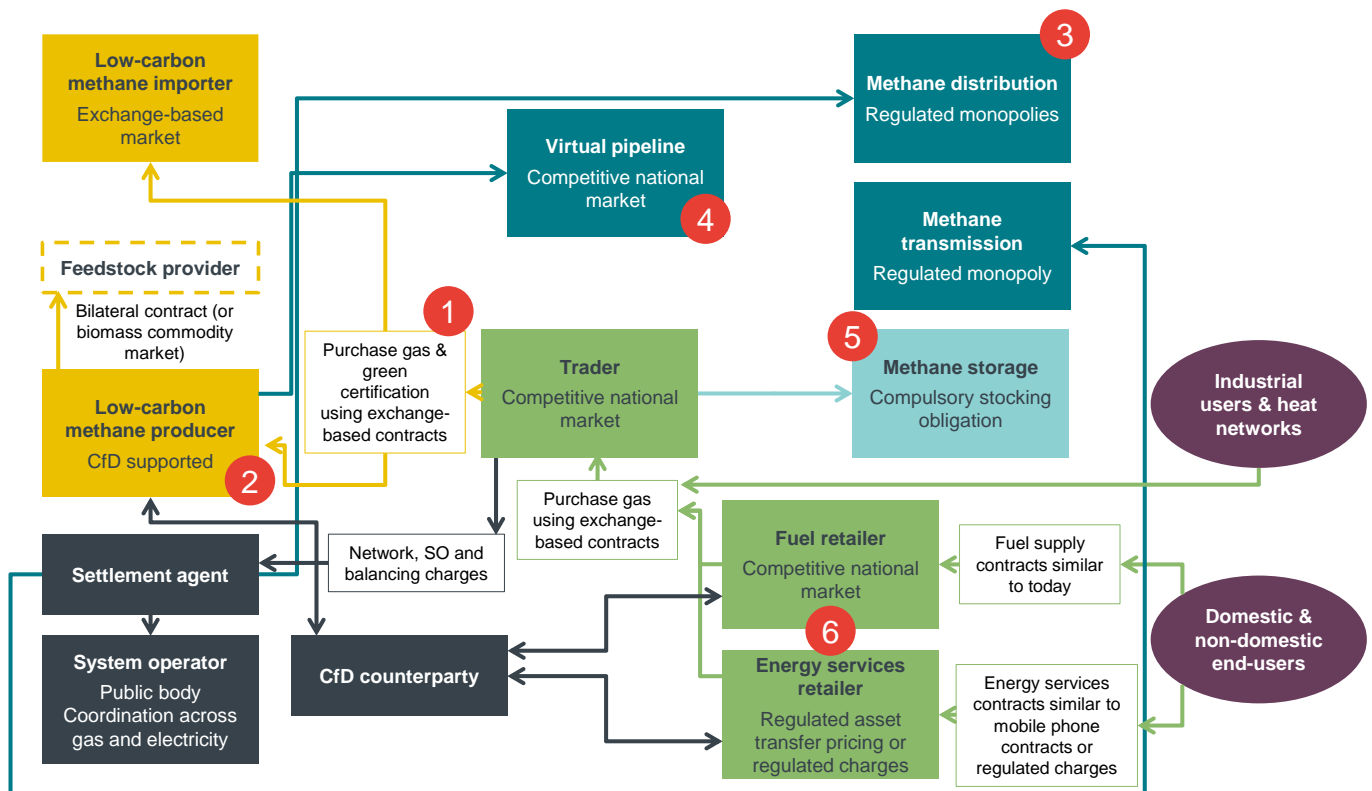 Low-carbon
methane importer
Exchange-based
market
3
Methane distribution
Regulated monopolies
Virtual pipeline
Competitive national
market
4
Methane
transmission
Regulated monopoly
Feedstock provider
Bilateral contract (or
biomass commodity
market)
1
Purchase gas &
green
certification
using exchange-
based contracts
Trader
Competitive national
market
5
Methane storage
Compulsory stocking
obligation
Industrial
users & heat
networks
Low-carbon
methane producer
CfD supported
2
Purchase gas
using exchange-
based contracts
Settlement agent
Network, SO and
balancing charges
Fuel retailer
Competitive national
market
Fuel supply
contracts similar
to today
Domestic &
non-domestic
end-users
6
System operator
Public body
Coordination across
gas and electricity
CfD counterparty
Energy services
retailer
Regulated asset
transfer pricing or
regulated charges
Energy services
contracts similar to
mobile phone
contracts or
regulated charges